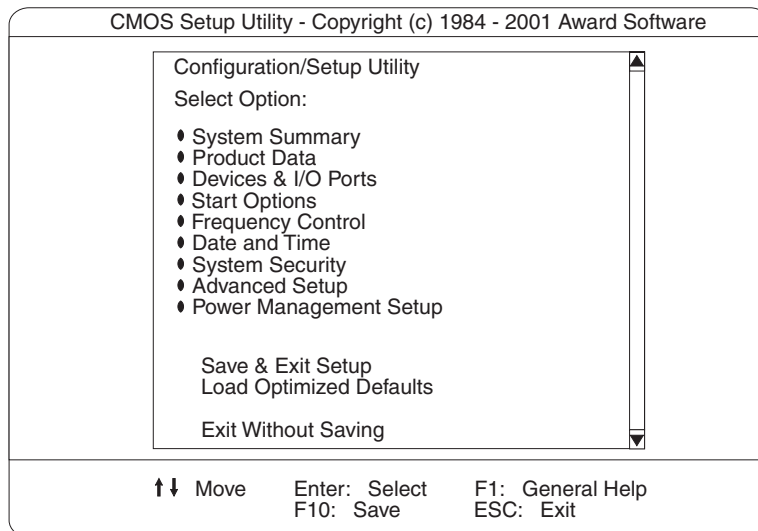 CMOS Setup Utility - Copyright (c) 1984 - 2001 Award Software
Configuration/Setup Utility
Select Option:
System Summary
Product Data
Devices & I/O Ports
Start Options
Frequency Control
Date and Time
System Security
Advanced Setup
Power Management Setup
Save & Exit Setup
Load Optimized Defaults
Exit Without Saving
Move Enter: Select F1: General Help
F10: Save ESC: Exit